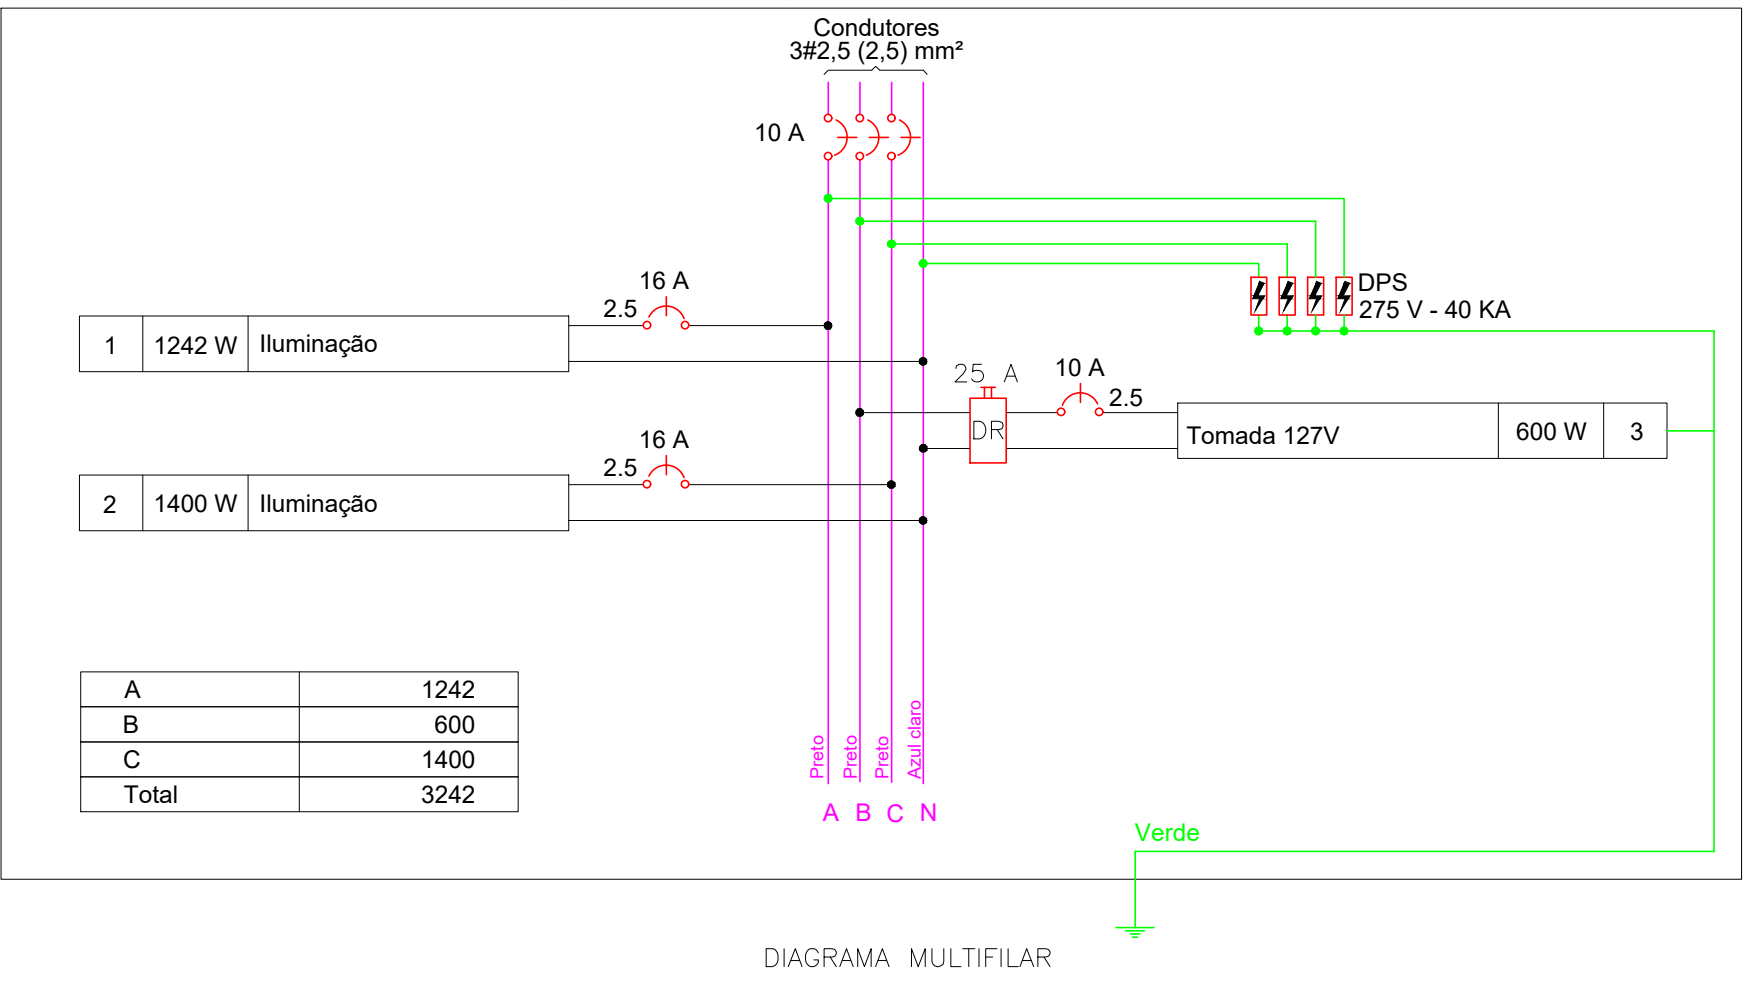 Condutores
3#2,5 (2,5) mm²
10 A
DPS
275 V - 40 KA
16 A
2.5
1 1242 W Iluminação
25 A
10 A
2.5
DR
Tomada 127V 600 W 3
16 A
2.5
2 1400 W Iluminação
A 1242
B 600
C 1400
Total 3242
Preto
Preto
Preto
Azul claro
A B C N
Verde
DIAGRAMA MULTIFILAR